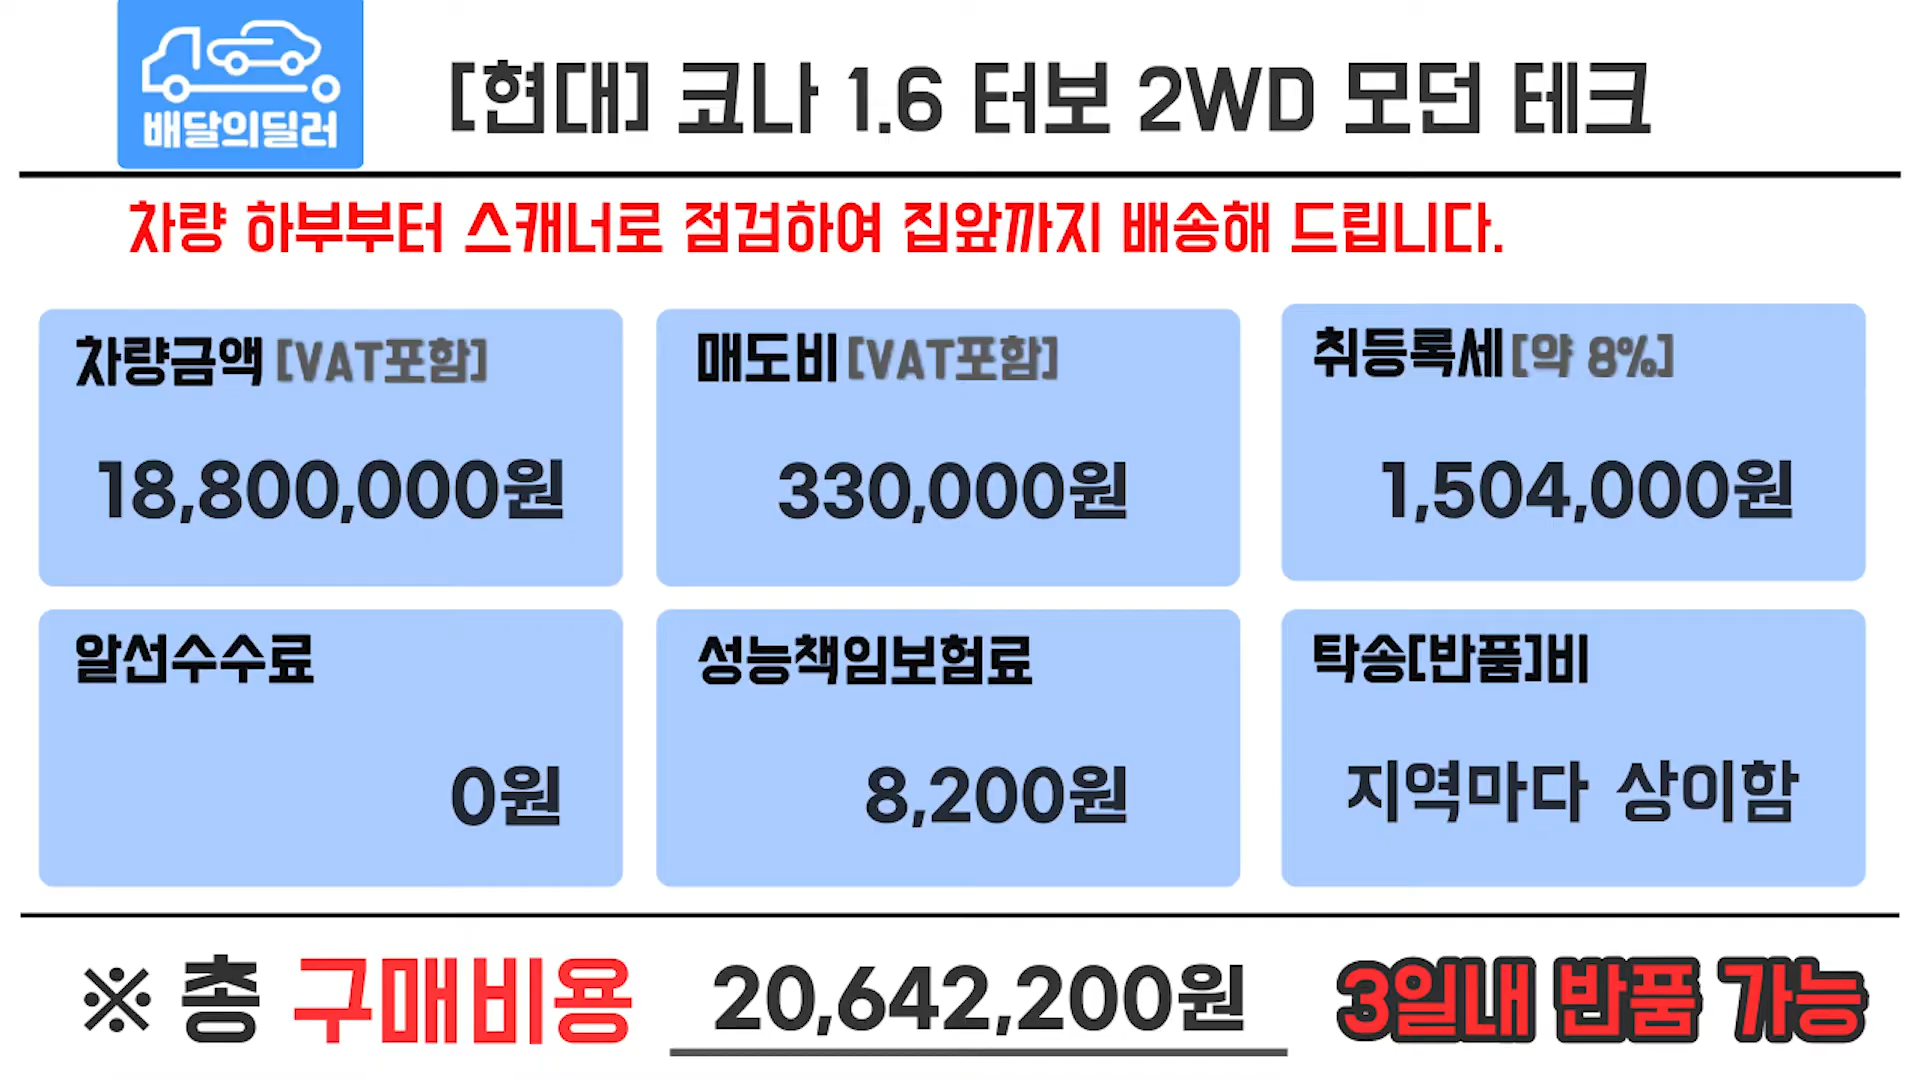 배달의딜러
[현대] 코나 1.6 터보 2WD 모던 테크
차량 하부부터 스캐너로 점검하여 집앞까지 배송해 드립니다.
차량금액 [VAT포함]
18,800,000원
매도비 [VAT포함]
330,000원
취등록세 [약 8%]
1,504,000원
알선수수료
0원
성능책임보험료
8,200원
탁송[반품]비
지역마다 상이함
※ 총 구매비용 20,642,200원 3일내 반품 가능